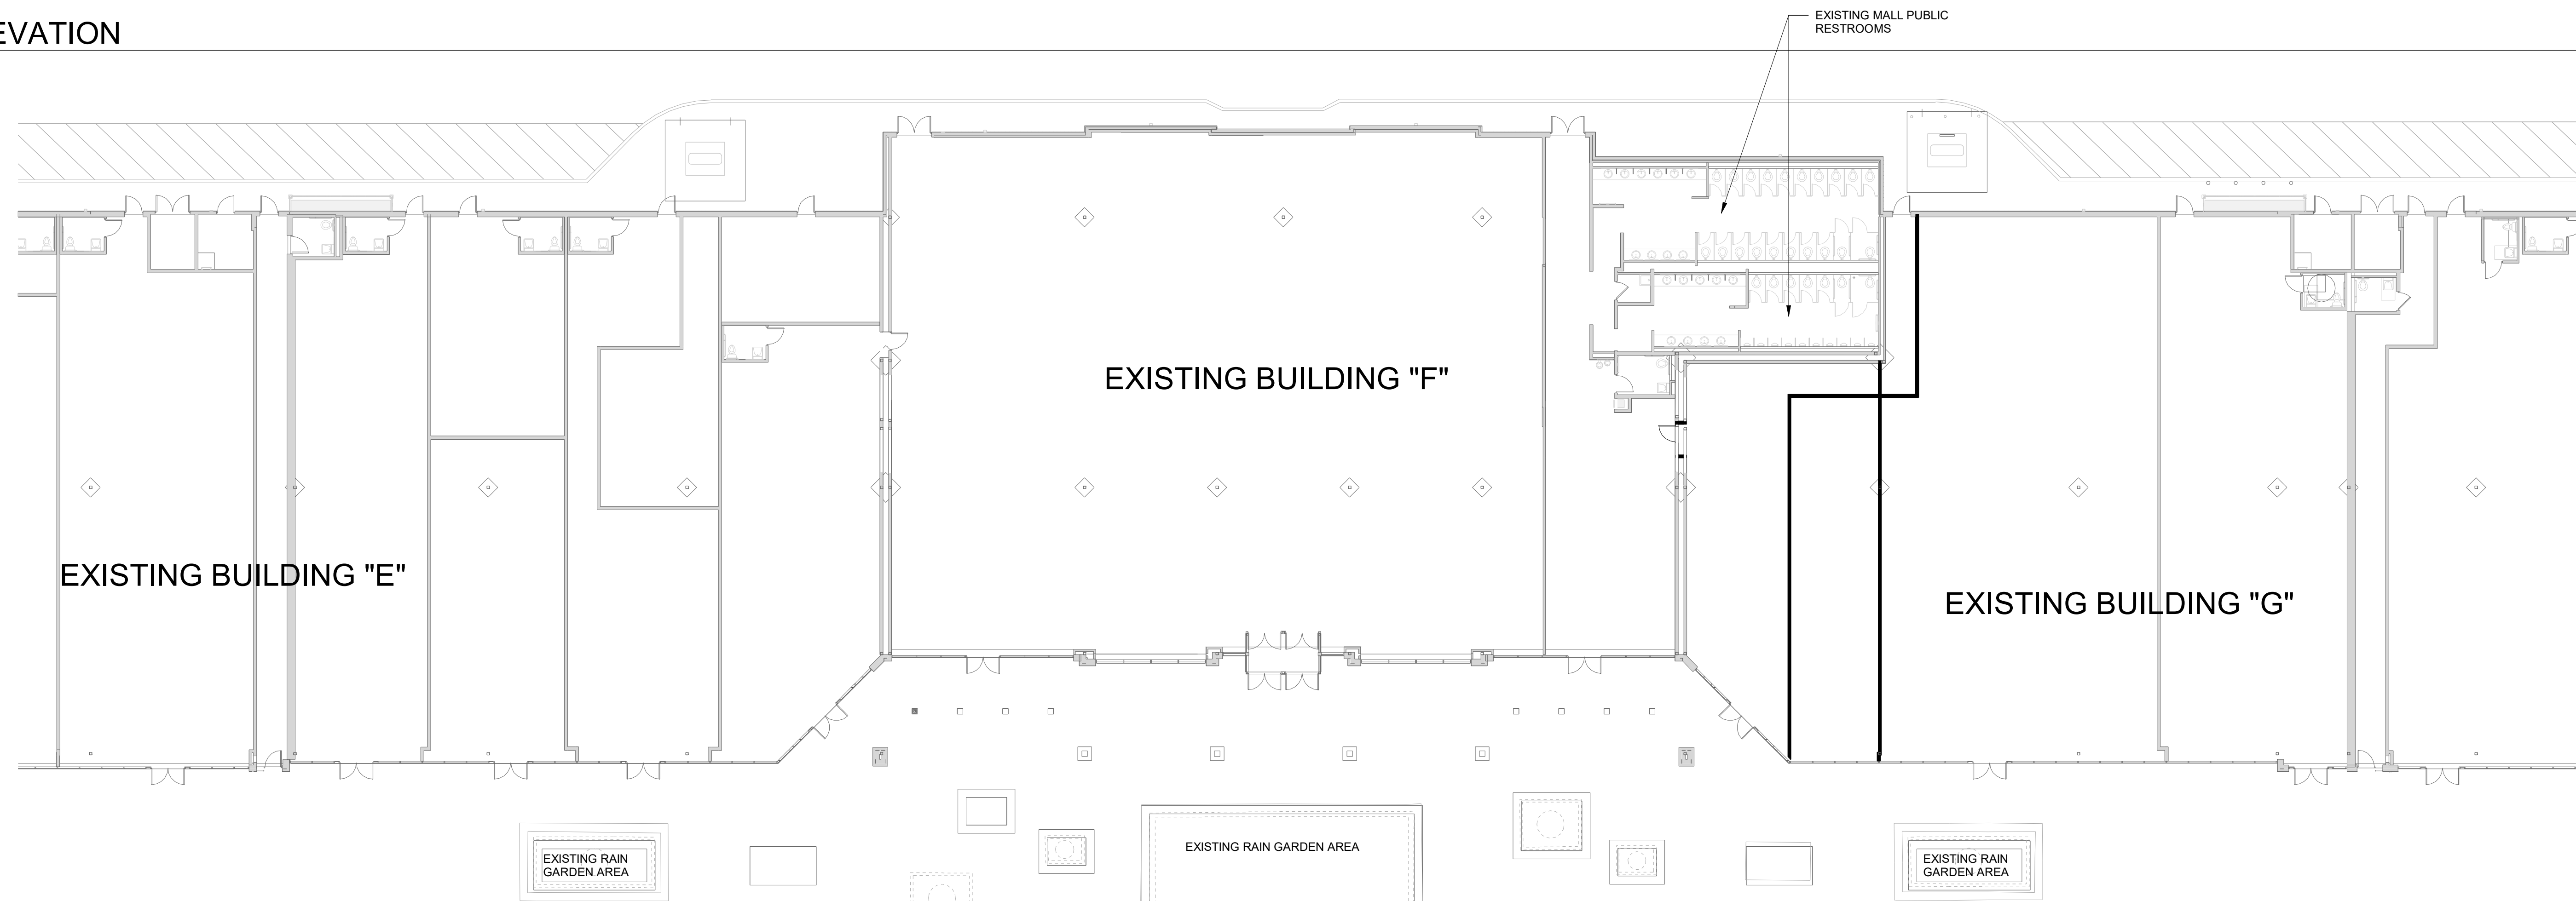 EVATION
EXISTING MALL PUBLIC
RESTROOMS
EXISTING BUILDING "F"
EXISTING BUILDING "E"
EXISTING BUILDING "G"
EXISTING RAIN GARDEN AREA
EXISTING RAIN
GARDEN AREA
EXISTING RAIN
GARDEN AREA